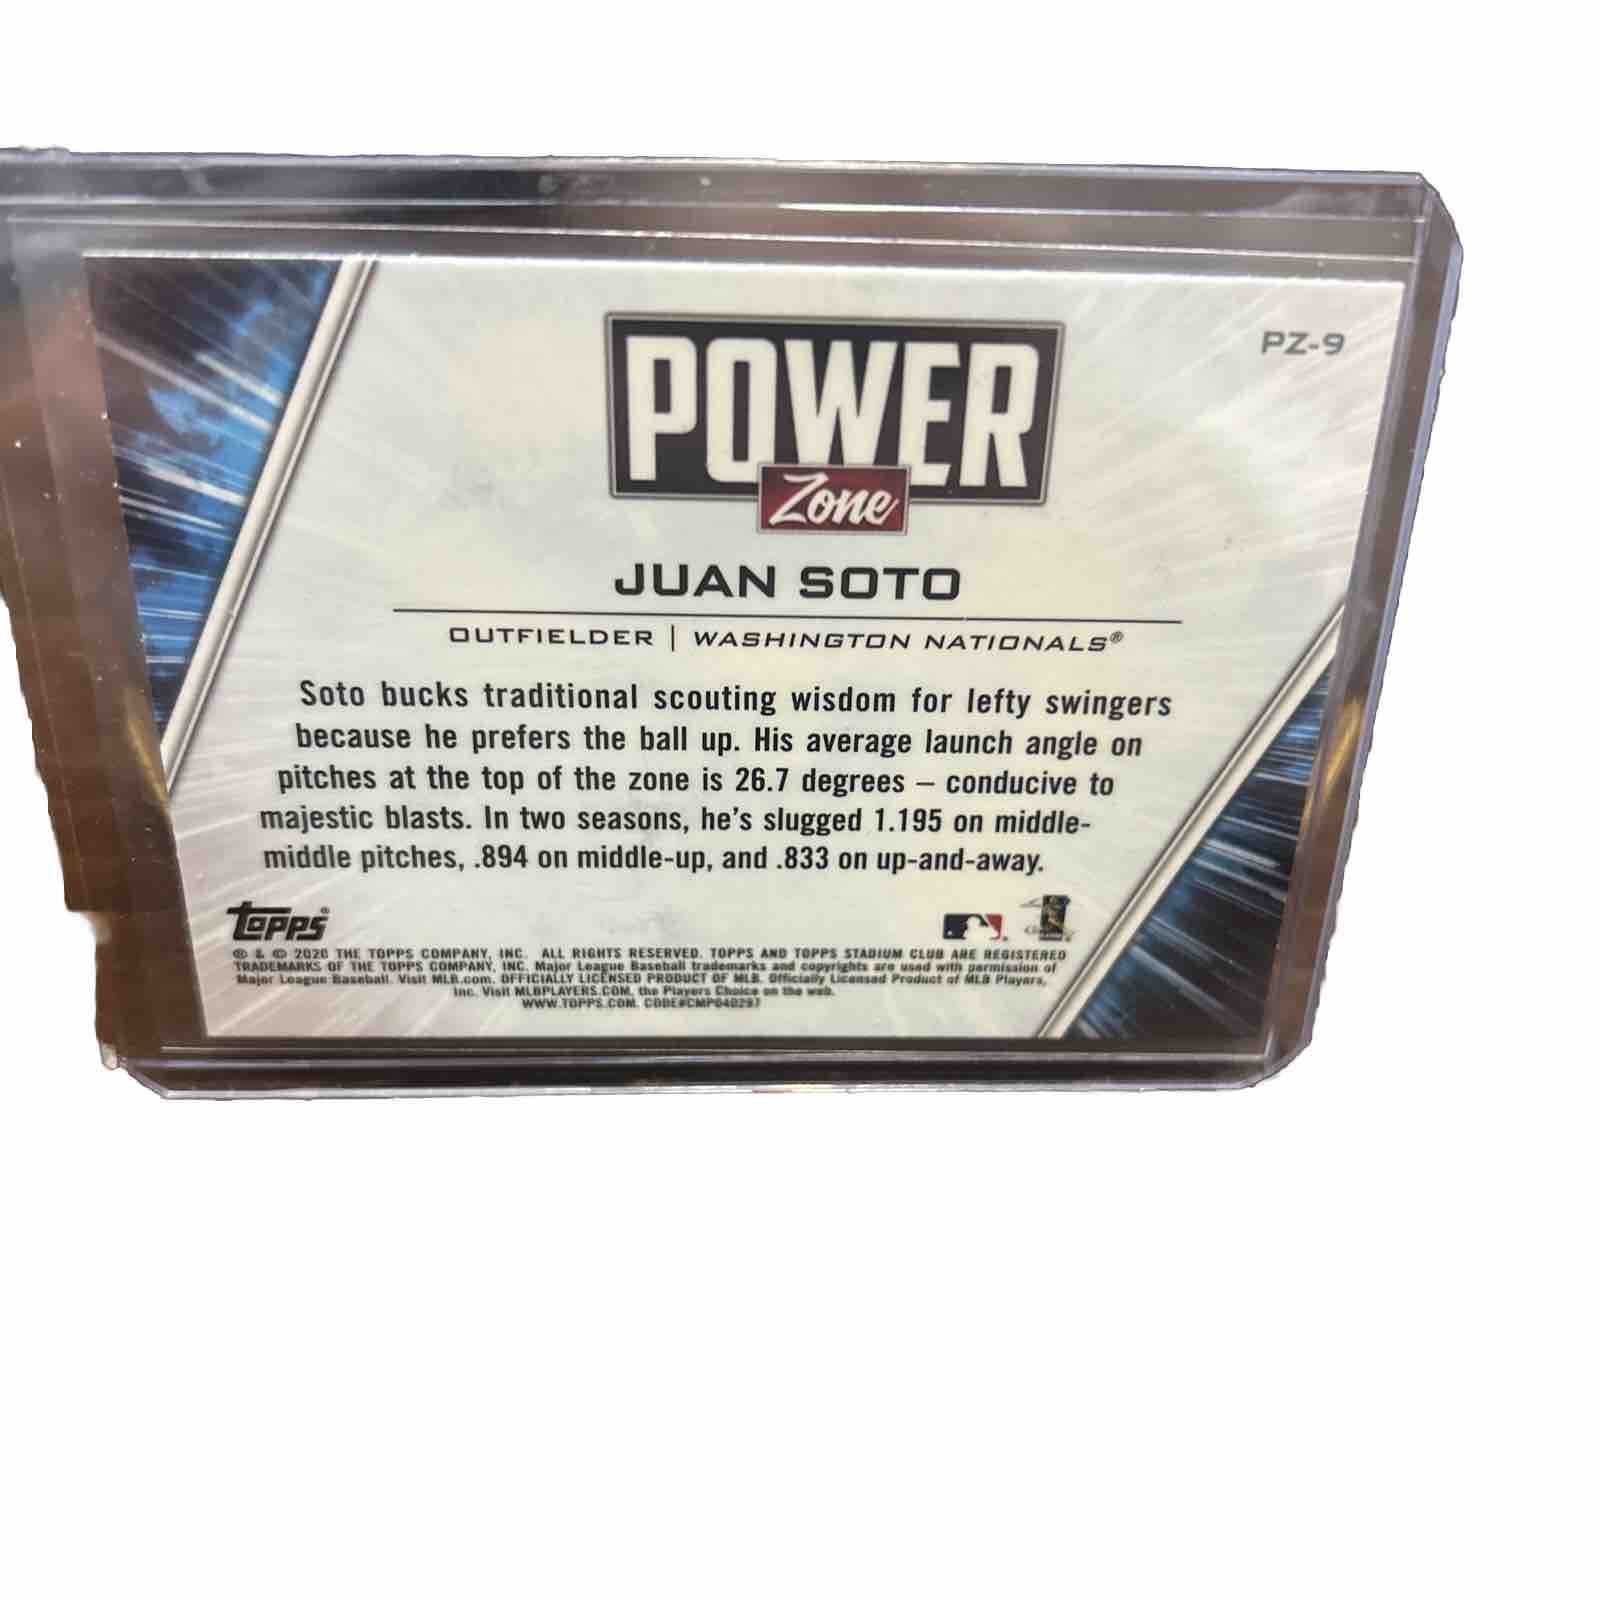 PZ-9
POWER
Zone
JUAN SOTO
OUTFIELDER | WASHINGTON NATIONALS®
Soto bucks traditional scouting wisdom for lefty swingers
because he prefers the ball up. His average launch angle on
pitches at the top of the zone is 26.7 degrees – conducive to
majestic blasts. In two seasons, he's slugged 1.195 on middle-
middle pitches, .894 on middle-up, and .833 on up-and-away.
topps®
® & © 2020 THE TOPPS COMPANY, INC. ALL RIGHTS RESERVED. TOPPS AND TOPPS STADIUM CLUB ARE REGISTERED
TRADEMARKS OF THE TOPPS COMPANY, INC. Major League Baseball trademarks and copyrights are used with permission of
Major League Baseball. Visit MLB.com. OFFICIALLY LICENSED PRODUCT OF MLB. Officially Licensed Product of MLB Players,
Inc. Visit MLBPLAYERS.COM, the Players Choice on the web.
WWW.TOPPS.COM. CODE#CMP040297